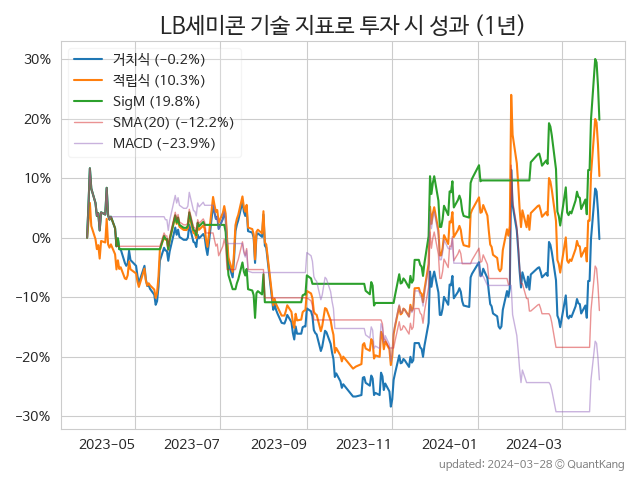 LB세미콘 기술 지표로 투자 시 성과 (1년)
거치식 (−0.2%)
적립식 (10.3%)
SigM (19.8%)
SMA(20) (−12.2%)
MACD (−23.9%)
30%
20%
10%
0%
−10%
−20%
−30%
2023-05
2023-07
2023-09
2023-11
2024-01
2024-03
updated: 2024-03-28 ⓒ QuantKang